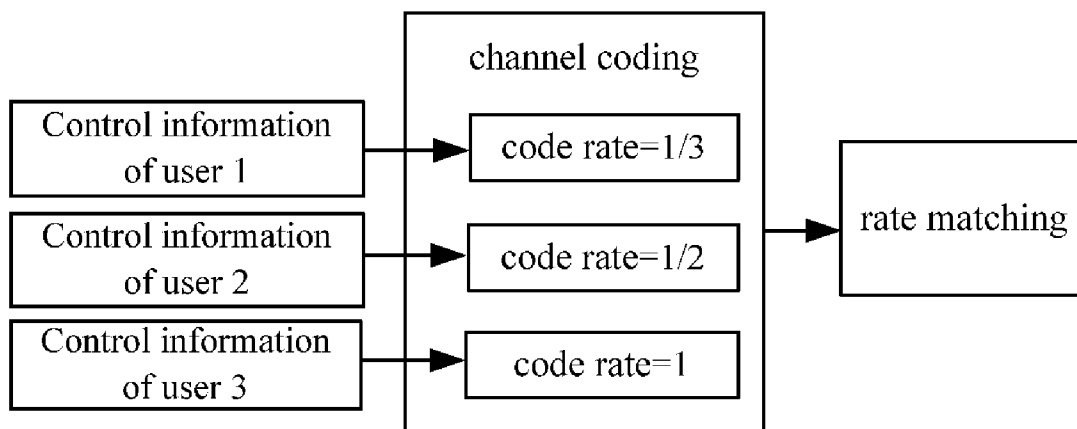 channel coding
Control information
of user 1
code rate=1/3
Control information
of user 2
code rate=1/2
rate matching
Control information
of user 3
code rate=1